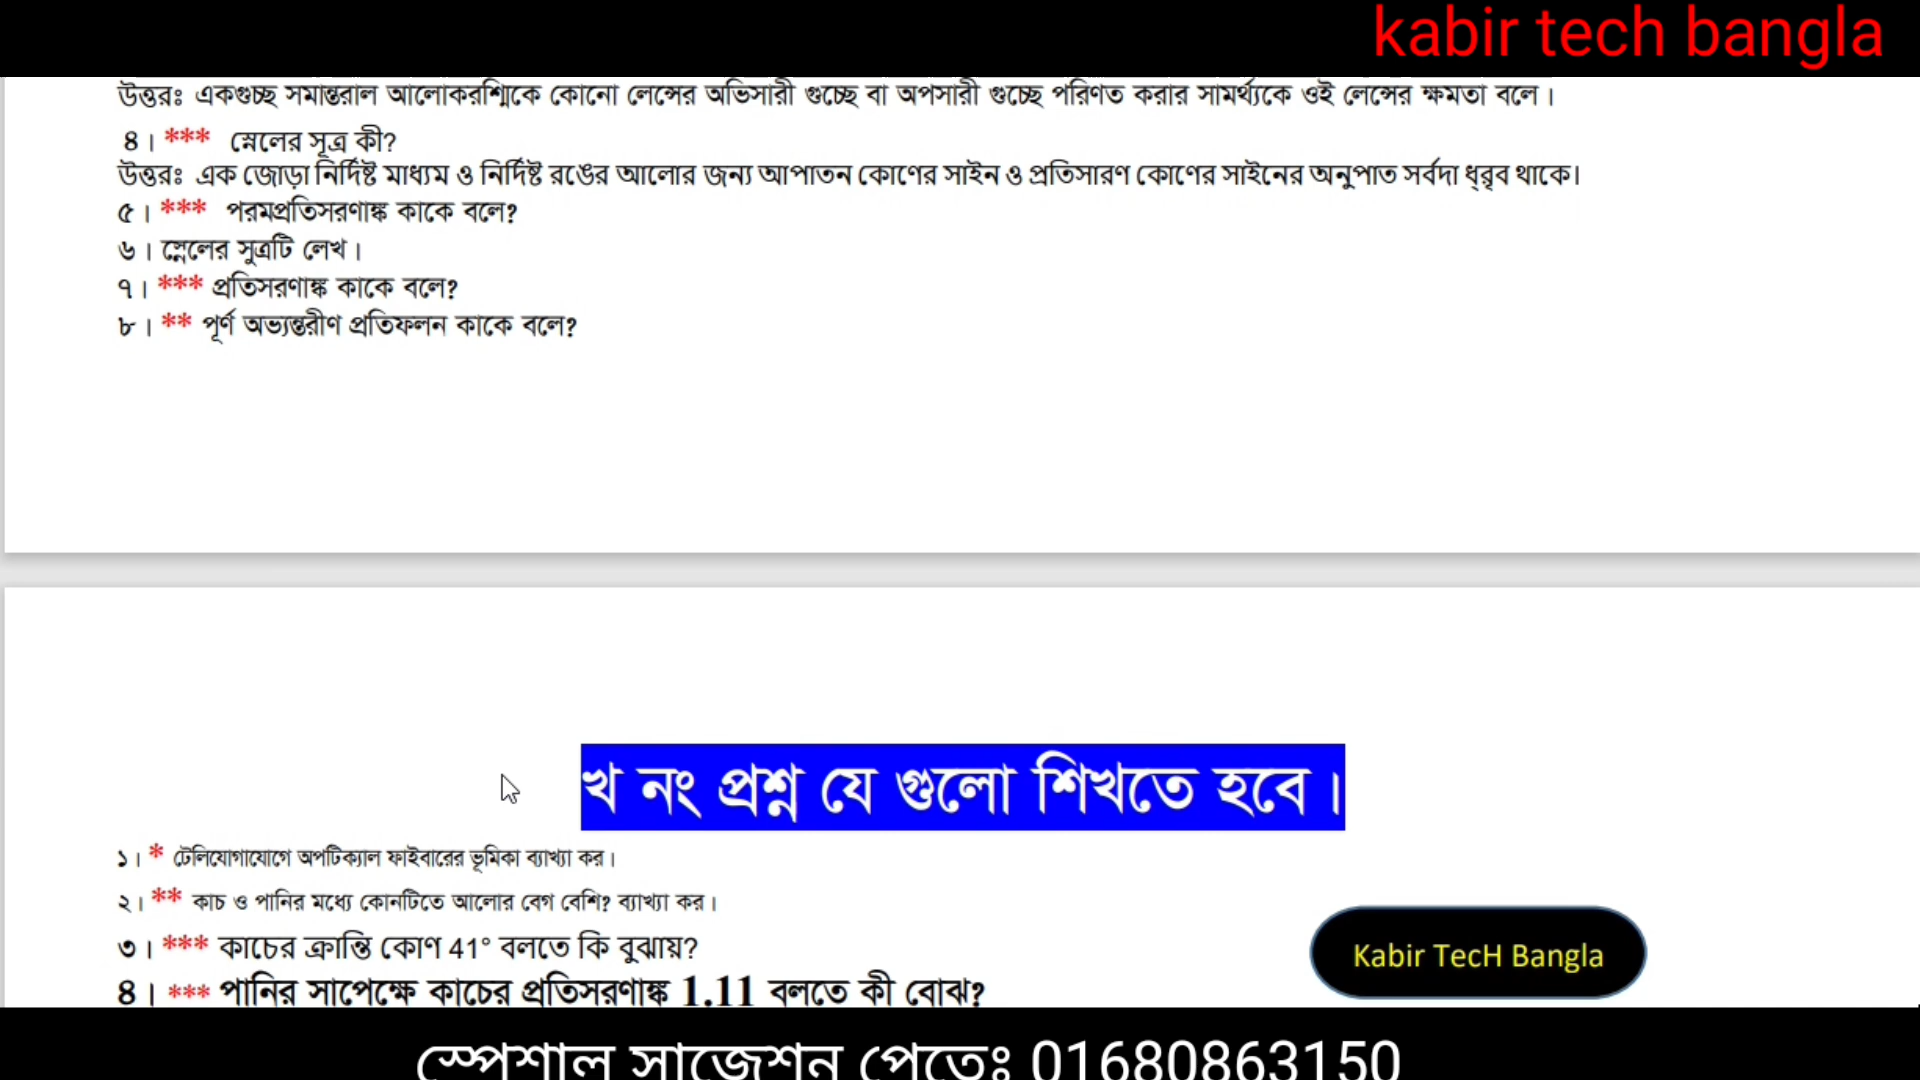 kabir tech bangla
উত্তরঃ একগুচ্ছ সমান্তরাল আলোকরশ্মিকে কোনো লেন্সের অভিসারী গুচ্ছে বা অপসারী গুচ্ছে পরিণত করার সামর্থ্যকে ওই লেন্সের ক্ষমতা বলে।
৪। *** স্নেলের সূত্র কী?
উত্তরঃ এক জোড়া নির্দিষ্ট মাধ্যম ও নির্দিষ্ট রঙের আলোর জন্য আপাতন কোণের সাইন ও প্রতিসারণ কোণের সাইনের অনুপাত সর্বদা ধ্রূব থাকে।
৫। *** পরমপ্রতিসরণাঙ্ক কাকে বলে?
৬। স্নেলের সুত্রটি লেখ।
৭। *** প্রতিসরণাঙ্ক কাকে বলে?
৮। ** পূর্ণ অভ্যন্তরীণ প্রতিফলন কাকে বলে?
খ নং প্রশ্ন যে গুলো শিখতে হবে।
১। * টেলিযোগাযোগে অপটিক্যাল ফাইবারের ভূমিকা ব্যাখ্যা কর।
২। ** কাচ ও পানির মধ্যে কোনটিতে আলোর বেগ বেশি? ব্যাখ্যা কর।
৩। *** কাচের ক্রান্তি কোণ 41° বলতে কি বুঝায়?
৪। *** পানির সাপেক্ষে কাচের প্রতিসরণাঙ্ক 1.11 বলতে কী বোঝ?
Kabir TecH Bangla
স্পেশাল সাজেশন পেতেঃ 01680863150